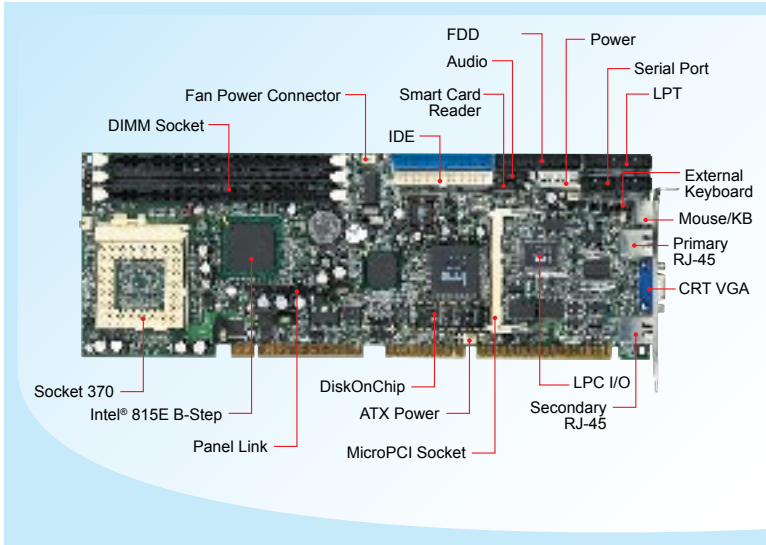 FDD
Power
Audio
Serial Port
Fan Power Connector
Smart Card
Reader
LPT
DIMM Socket
IDE
External
Keyboard
Mouse/KB
Primary
RJ-45
CRT VGA
Socket 370
DiskOnChip
LPC I/O
Intel® 815E B-Step
ATX Power
Secondary
RJ-45
Panel Link
MicroPCI Socket